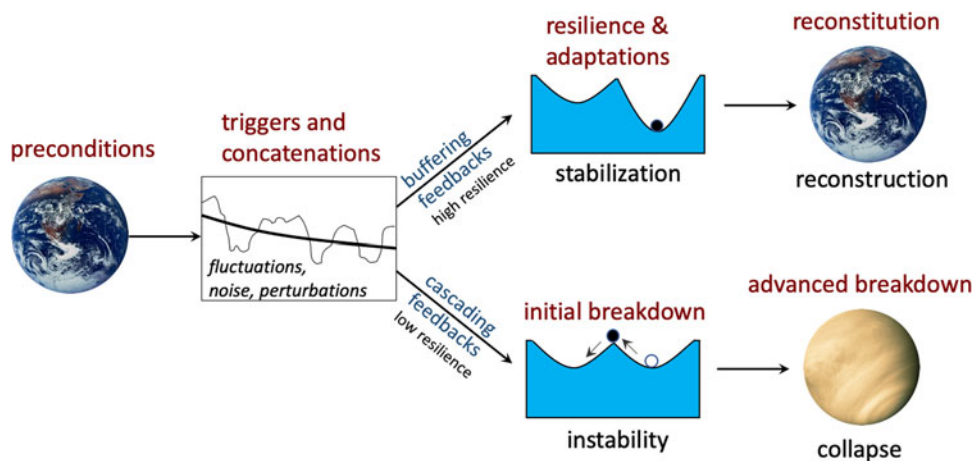 preconditions
triggers and
concatenations
fluctuations,
noise, perturbations
buffering
feedbacks
high resilience
resilience &
adaptations
stabilization
reconstitution
reconstruction
cascading
feedbacks
low resilience
initial breakdown
instability
advanced breakdown
collapse